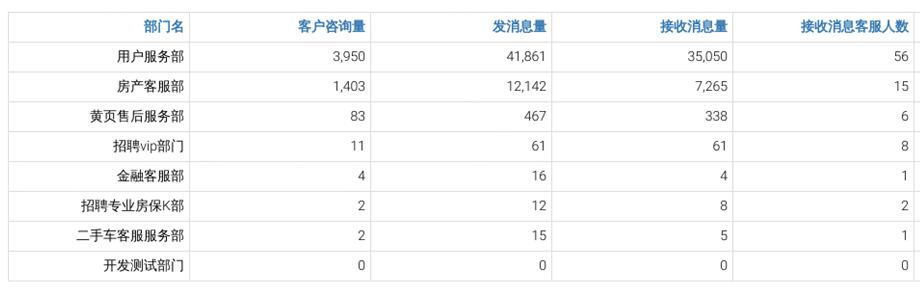 部门名 客户咨询量 发消息量 接收消息量 接收消息客服人数
用户服务部 3,950 41,861 35,050 56
房产客服部 1,403 12,142 7,265 15
黄页售后服务部 83 467 338 6
招聘vip部门 11 61 61 8
金融客服部 4 16 4 1
招聘专业房保K部 2 12 8 2
二手车客服服务部 2 15 5 1
开发测试部门 0 0 0 0